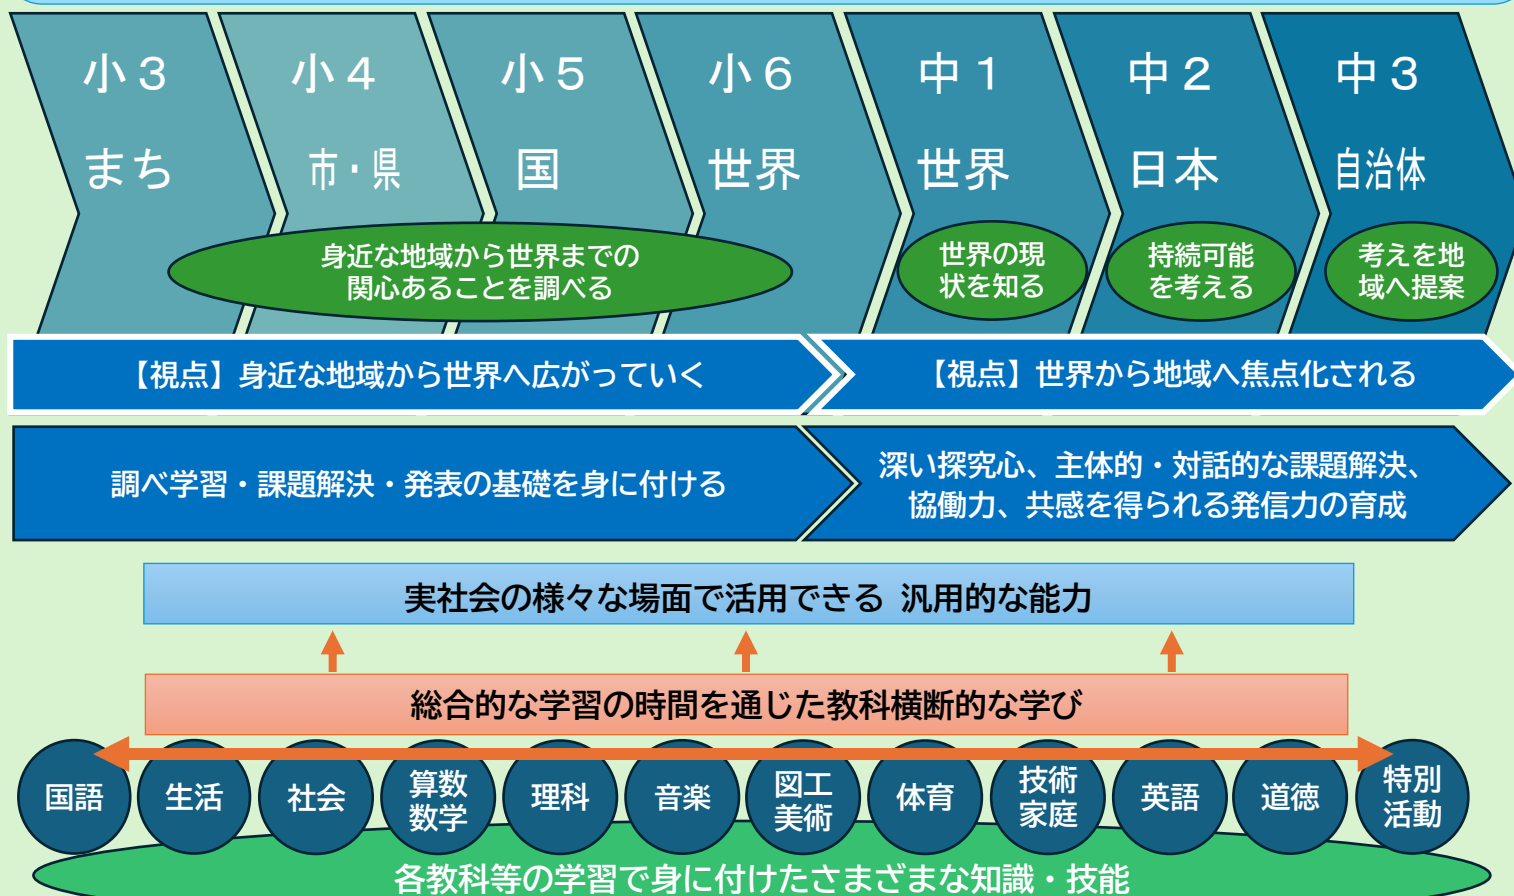 小３
小４
小５
小６
中１
中２
中３
まち
市・県
国
世界
世界
日本
自治体
身近な地域から世界までの
関心あることを調べる
世界の現
状を知る
持続可能
を考える
考えを地
域へ提案
【視点】身近な地域から世界へ広がっていく
【視点】世界から地域へ焦点化される
調べ学習・課題解決・発表の基礎を身に付ける
深い探究心、主体的・対話的な課題解決、
協働力、共感を得られる発信力の育成
実社会の様々な場面で活用できる 汎用的な能力
総合的な学習の時間を通じた教科横断的な学び
国語
生活
社会
算数
数学
理科
音楽
図工
美術
体育
技術
家庭
英語
道徳
特別
活動
各教科等の学習で身に付けたさまざまな知識・技能